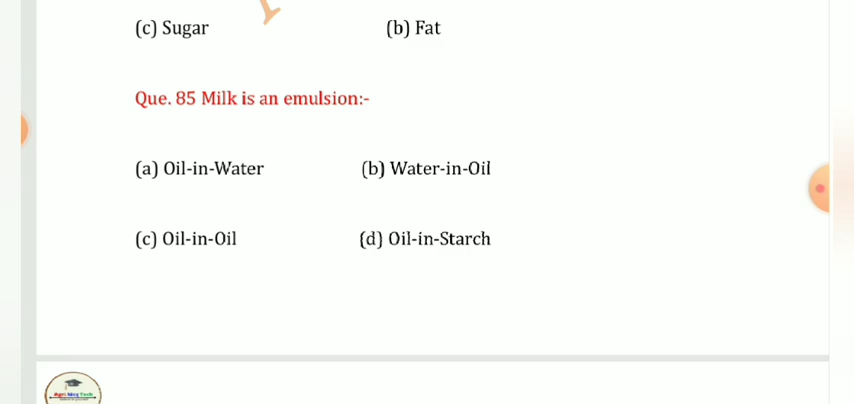 (c) Sugar (b) Fat
Que. 85 Milk is an emulsion:-
(a) Oil-in-Water (b) Water-in-Oil
(c) Oil-in-Oil {d} Oil-in-Starch